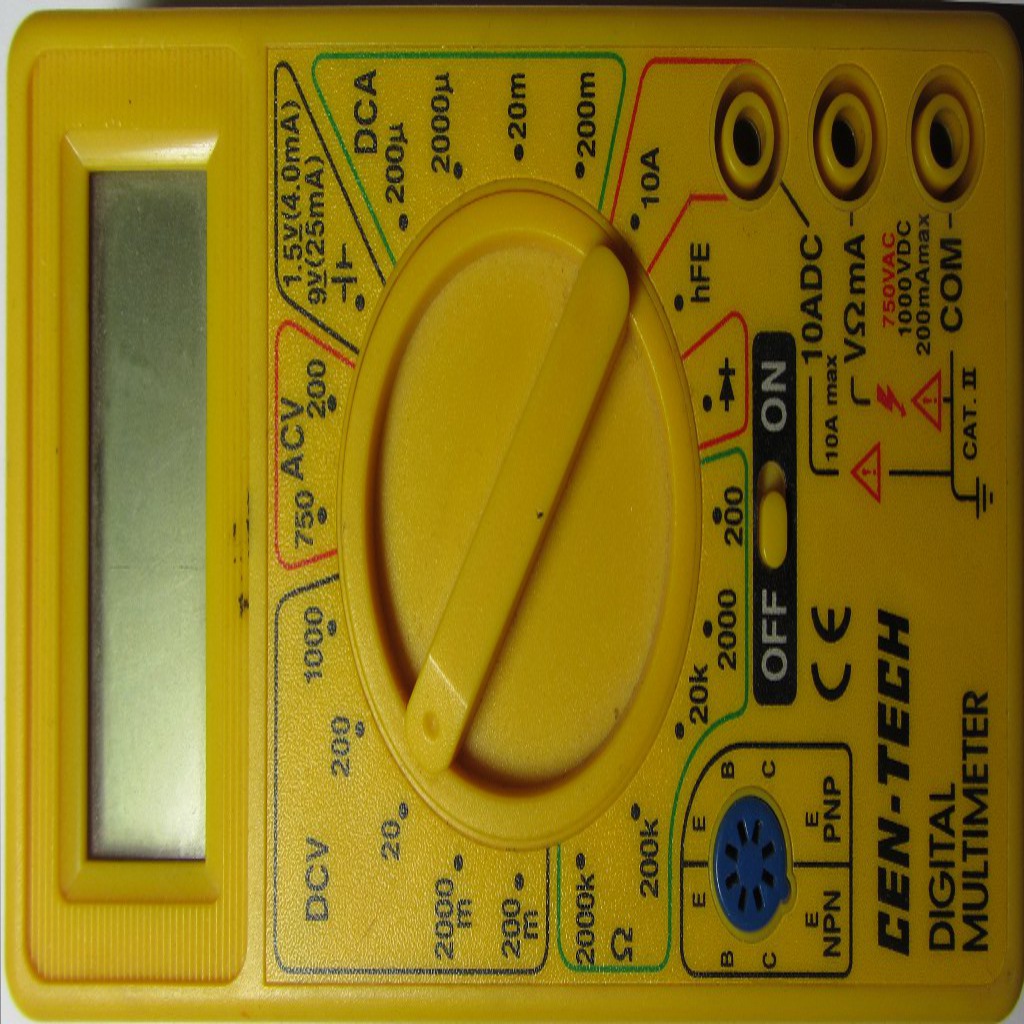 DCV
200
m
2000
m
20
200
1000
750
ACV
200
1.5V(4.0mA)
9V(25mA)
DCA
200µ
2000µ
20m
200m
10A
hFE
200
2000
20k
200k
2000k
Ω
OFF ON
NPN PNP
E E
B B
C C
E E
10ADC
10A max
VΩmA
750VAC
1000VDC
200mAmax
COM
CAT. II
CE
CEN-TECH
DIGITAL
MULTIMETER